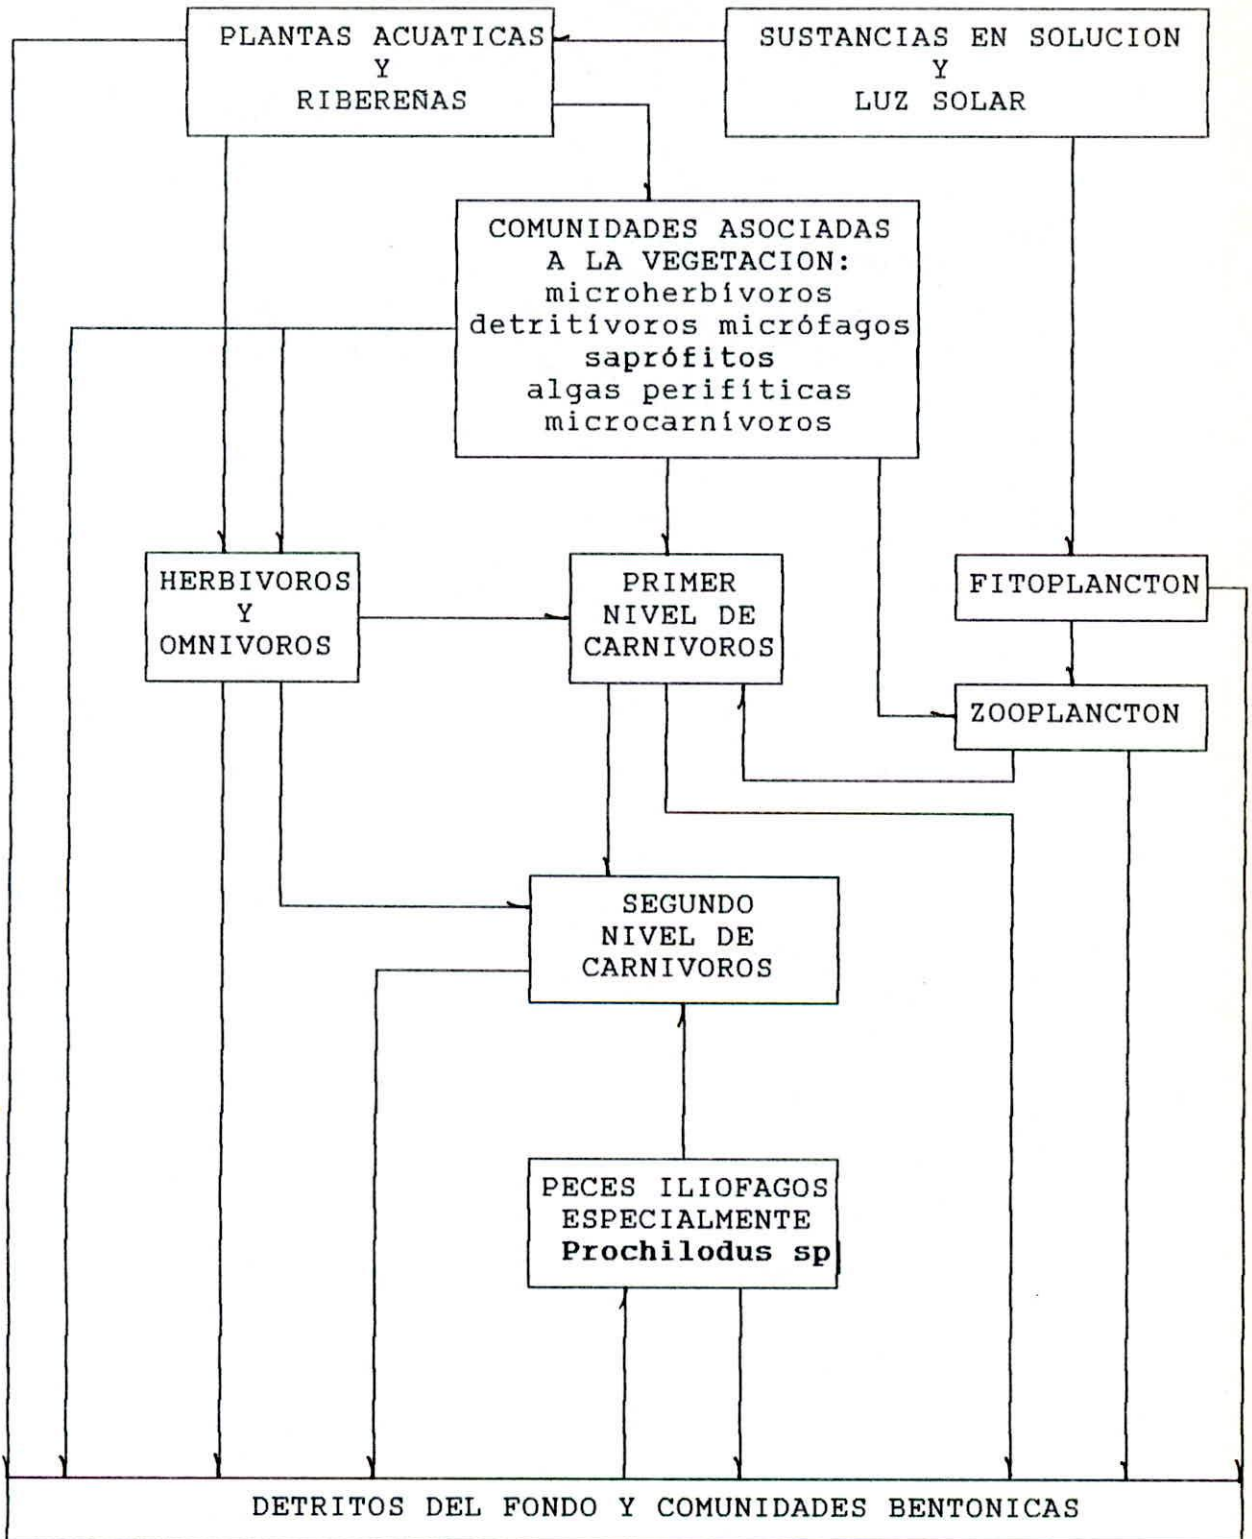 PLANTAS ACUATICAS
Y
RIBEREÑAS
SUSTANCIAS EN SOLUCION
Y
LUZ SOLAR
COMUNIDADES ASOCIADAS
A LA VEGETACION:
microherbívoros
detritívoros micrófagos
saprófitos
algas perifíticas
microcarnívoros
HERBIVOROS
Y
OMNIVOROS
PRIMER
NIVEL DE
CARNIVOROS
FITOPLANCTON
ZOOPLANCTON
SEGUNDO
NIVEL DE
CARNIVOROS
PECES ILIOFAGOS
ESPECIALMENTE
Prochilodus sp
DETRITOS DEL FONDO Y COMUNIDADES BENTONICAS